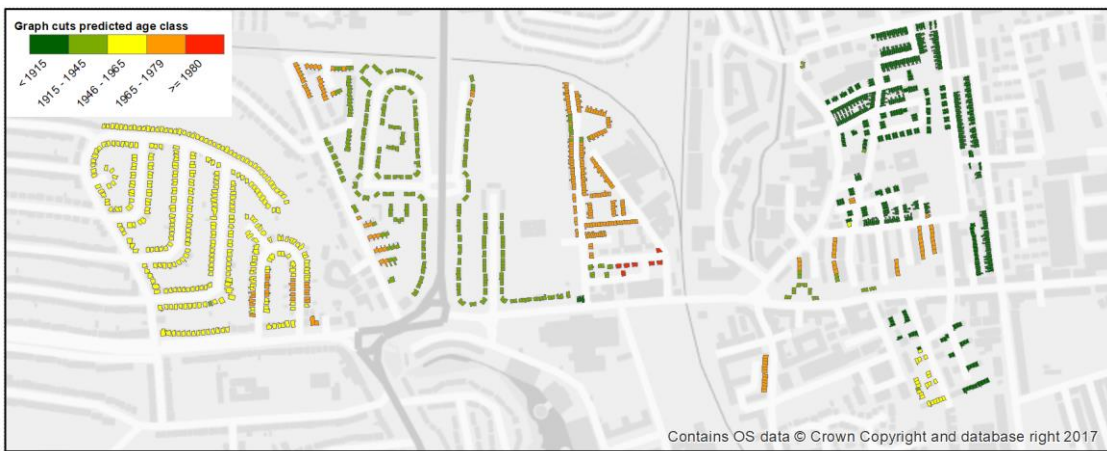 Graph cuts predicted age class
< 1915
1915 - 1945
1946 - 1965
1965 - 1979
>= 1980
Contains OS data © Crown Copyright and database right 2017